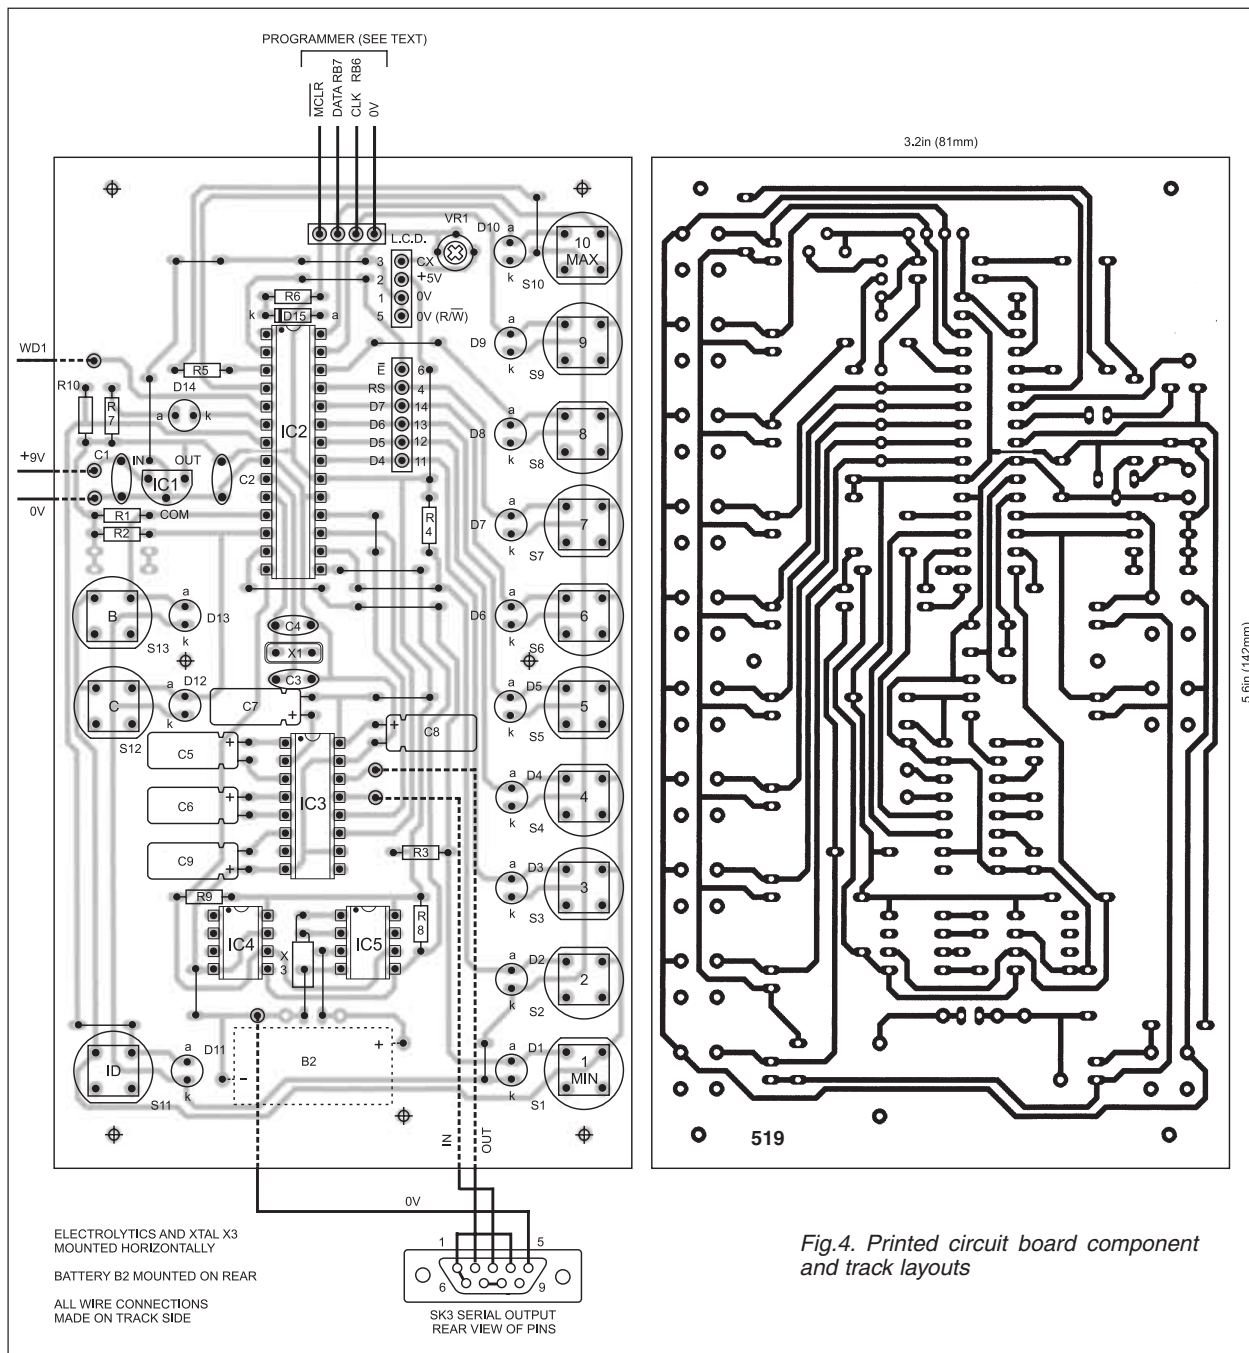 PROGRAMMER (SEE TEXT)
MCLR
DATA RB7
CLK RB6
0V
3.2in (81mm)
L.C.D.
VR1
D10
a
k
10
MAX
S10
3
CX
2
+5V
1
0V
5
0V (R/W)
R6
k
D15
a
WD1
R5
D14
a
k
R10
R
7
IC2
E
6
RS
4
D7
14
D6
13
D5
12
D4
11
a
D9
k
9
S9
a
D8
k
8
S8
+9V
C1
IN
OUT
IC1
COM
C2
0V
R1
R2
R
4
a
D7
k
7
S7
B
a
D13
k
S13
C4
X1
C3
a
D6
k
6
S6
5.6in (142mm)
C
a
D12
k
S12
C7
+
C8
+
a
D5
k
5
S5
C5
+
C6
+
C9
+
IC3
a
D4
k
4
S4
R3
a
D3
k
3
S3
R9
IC4
X
3
IC5
R
8
a
D2
k
2
S2
ID
a
D11
k
S11
B2
+
-
a
D1
k
1
MIN
S1
IN
OUT
519
0V
1
5
6
9
SK3 SERIAL OUTPUT
REAR VIEW OF PINS
ELECTROLYTICS AND XTAL X3
MOUNTED HORIZONTALLY
BATTERY B2 MOUNTED ON REAR
ALL WIRE CONNECTIONS
MADE ON TRACK SIDE
Fig.4. Printed circuit board component
and track layouts